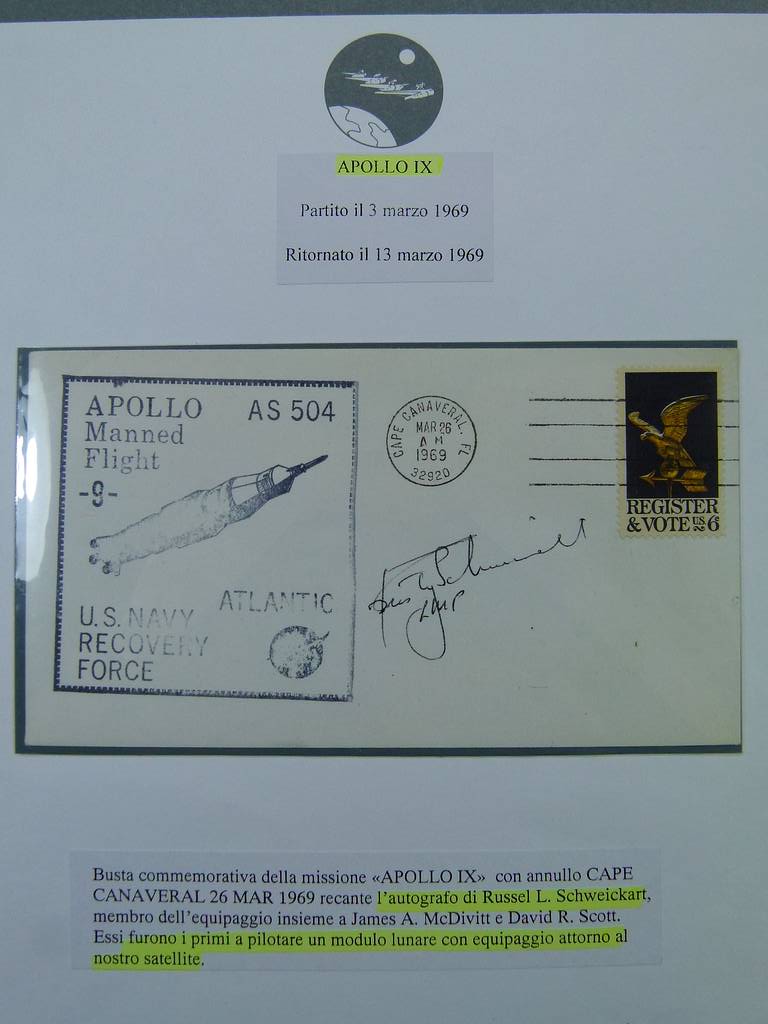 APOLLO IX
Partito il 3 marzo 1969
Ritornato il 13 marzo 1969
APOLLO AS 504
Manned
Flight
-9-
ATLANTIC
U.S. NAVY
RECOVERY
FORCE
CAPE CANAVERAL, FL
MAR 26
AM
1969
32920
REGISTER
& VOTE U.S. 6c
LMP
Busta commemorativa della missione «APOLLO IX» con annullo CAPE
CANAVERAL 26 MAR 1969 recante l'autografo di Russel L. Schweickart,
membro dell'equipaggio insieme a James A. McDivitt e David R. Scott.
Essi furono i primi a pilotare un modulo lunare con equipaggio attorno al
nostro satellite.